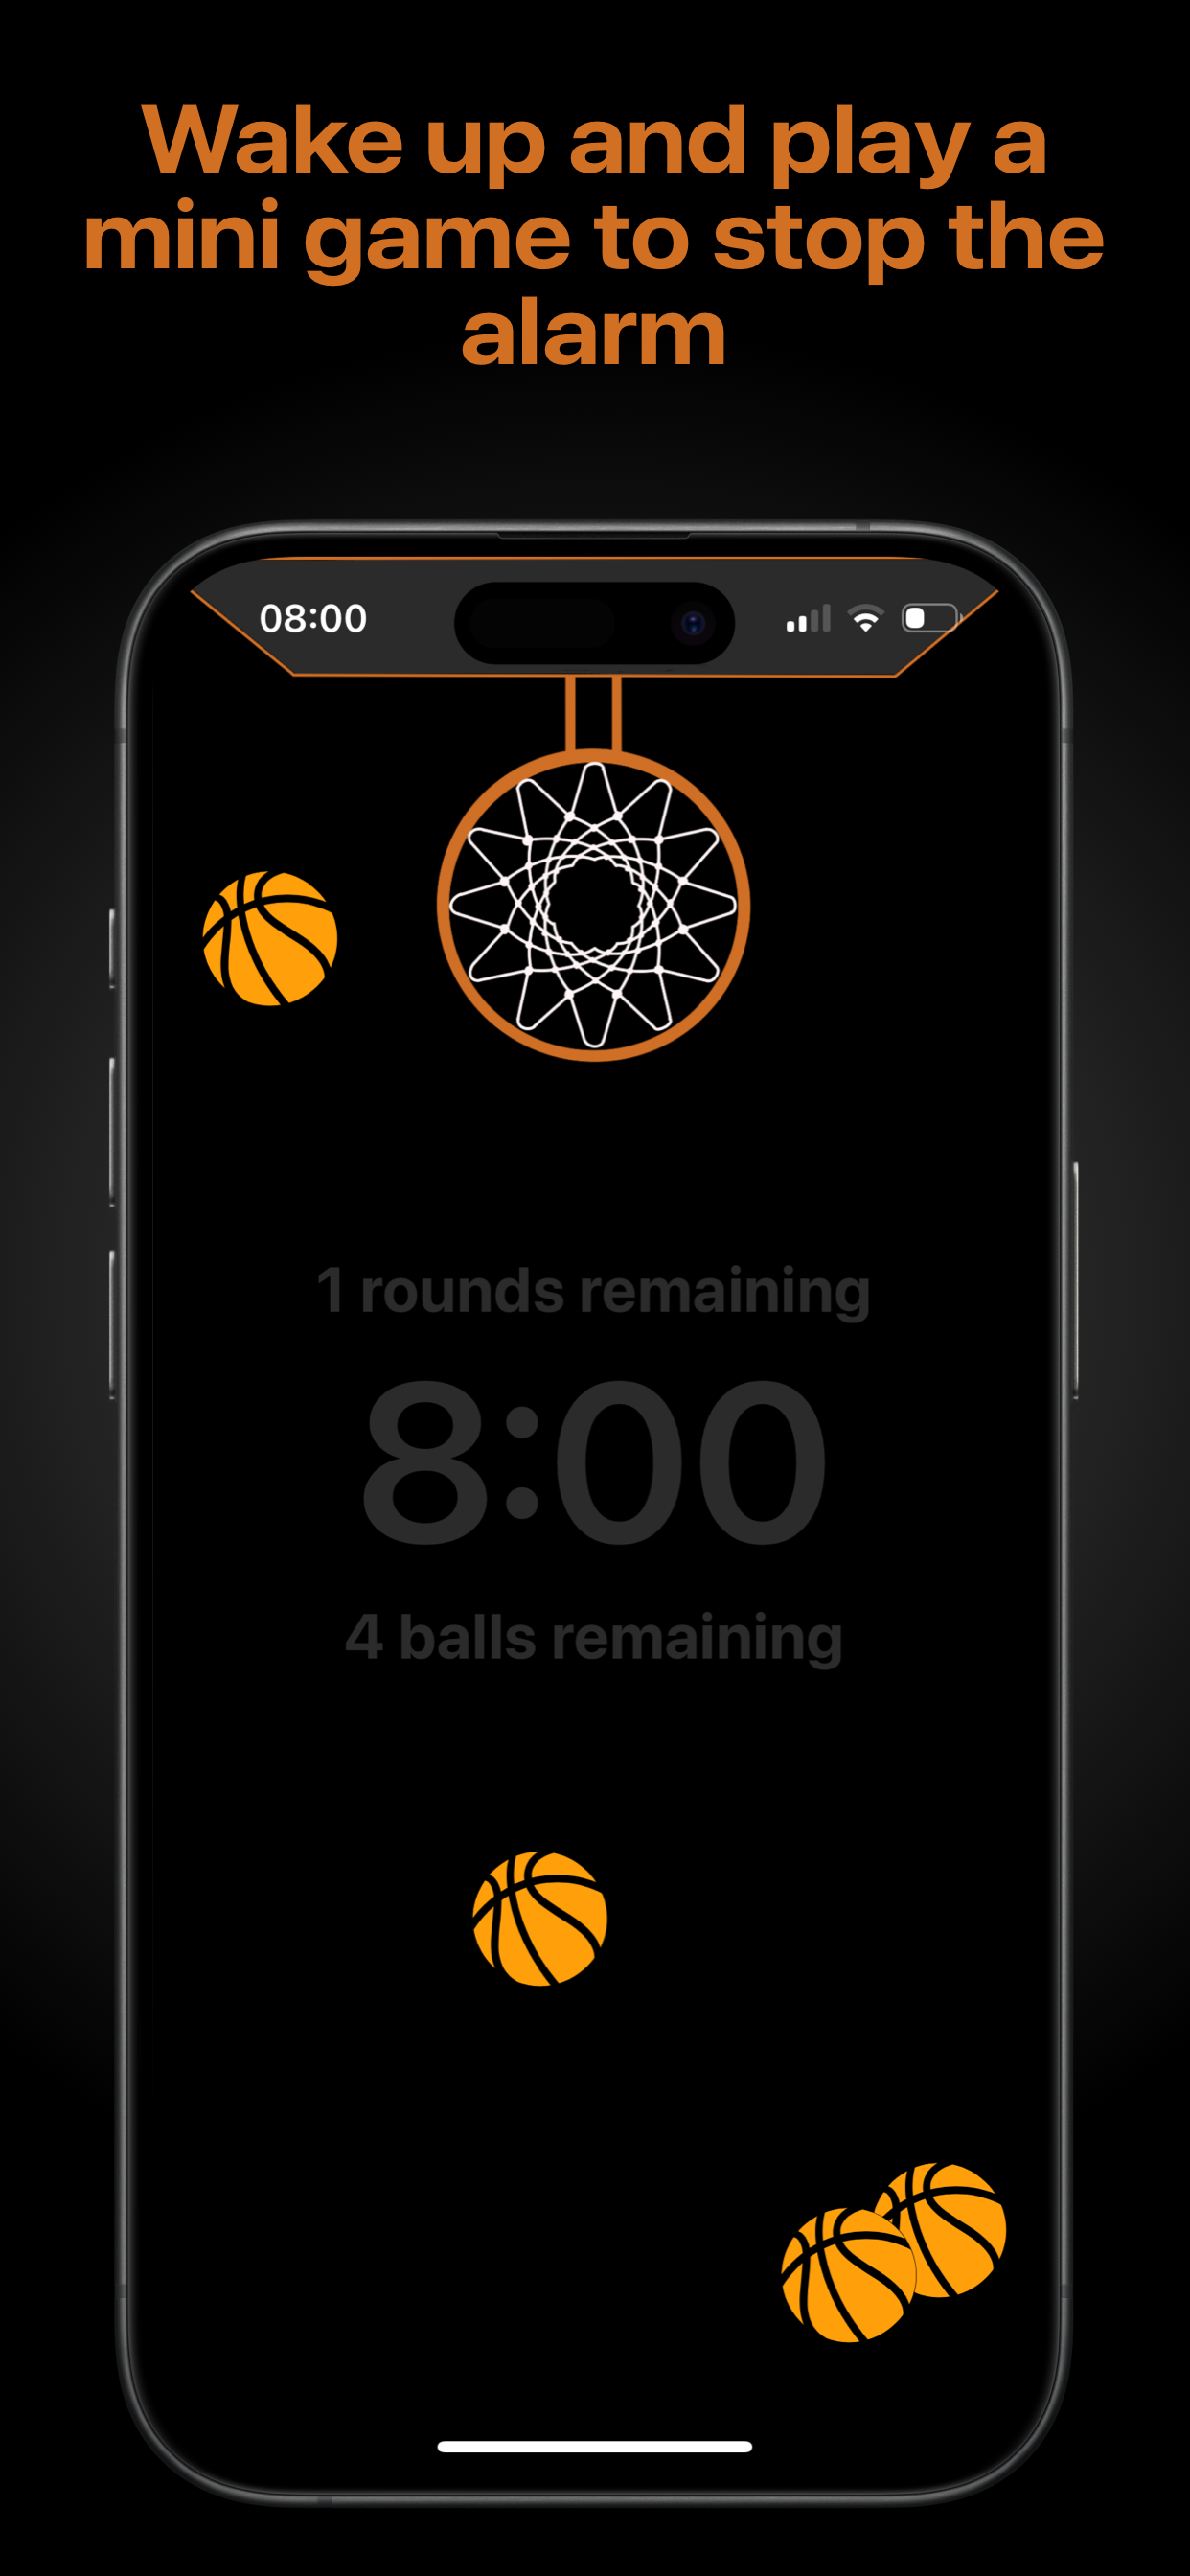 Wake up and play a
mini game to stop the
alarm
08:00
1 rounds remaining
8:00
4 balls remaining